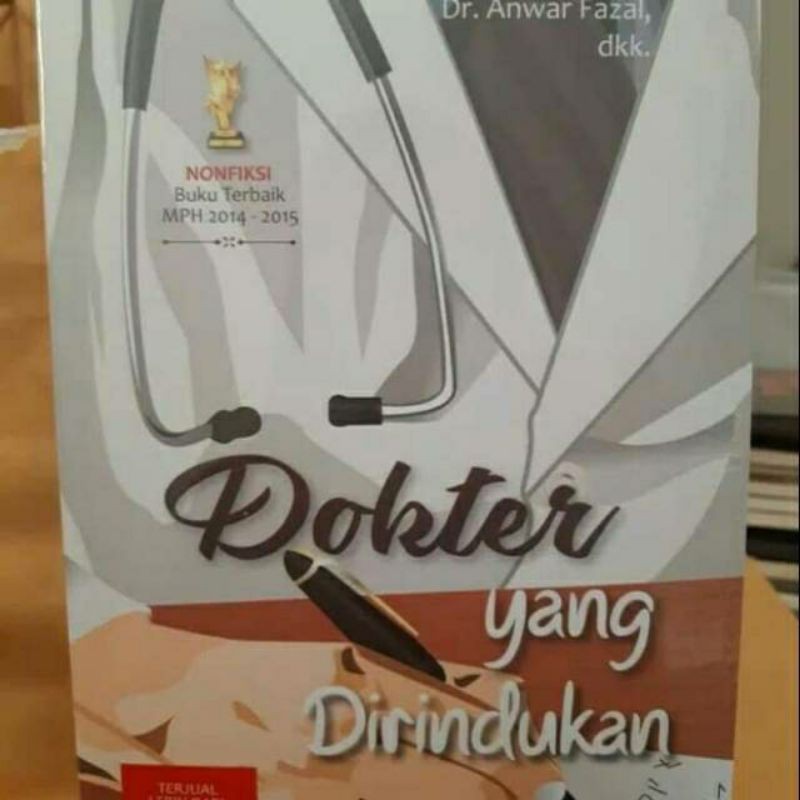 Dr. Anwar Fazal,
dkk.
NONFIKSI
Buku Terbaik
MPH 2014 - 2015
Dokter
yang
Dirindukan
TERJUAL